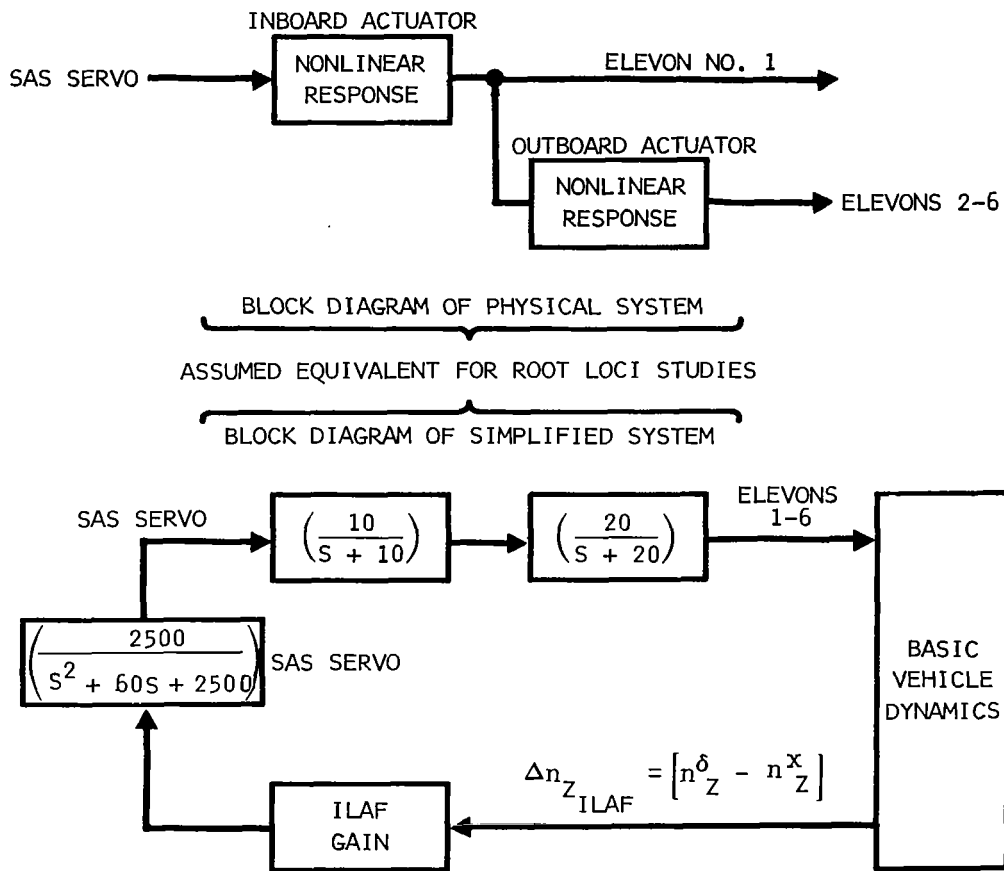 INBOARD ACTUATOR
SAS SERVO
NONLINEAR
RESPONSE
ELEVON NO. 1
OUTBOARD ACTUATOR
NONLINEAR
RESPONSE
ELEVONS 2-6
BLOCK DIAGRAM OF PHYSICAL SYSTEM
ASSUMED EQUIVALENT FOR ROOT LOCI STUDIES
BLOCK DIAGRAM OF SIMPLIFIED SYSTEM
SAS SERVO
(10 / (S + 10))
(20 / (S + 20))
ELEVONS
1-6
(2500 / (S² + 60S + 2500))
SAS SERVO
BASIC
VEHICLE
DYNAMICS
Δn_Z_ILAF = [n^δ_Z - n^x_Z]
ILAF
GAIN